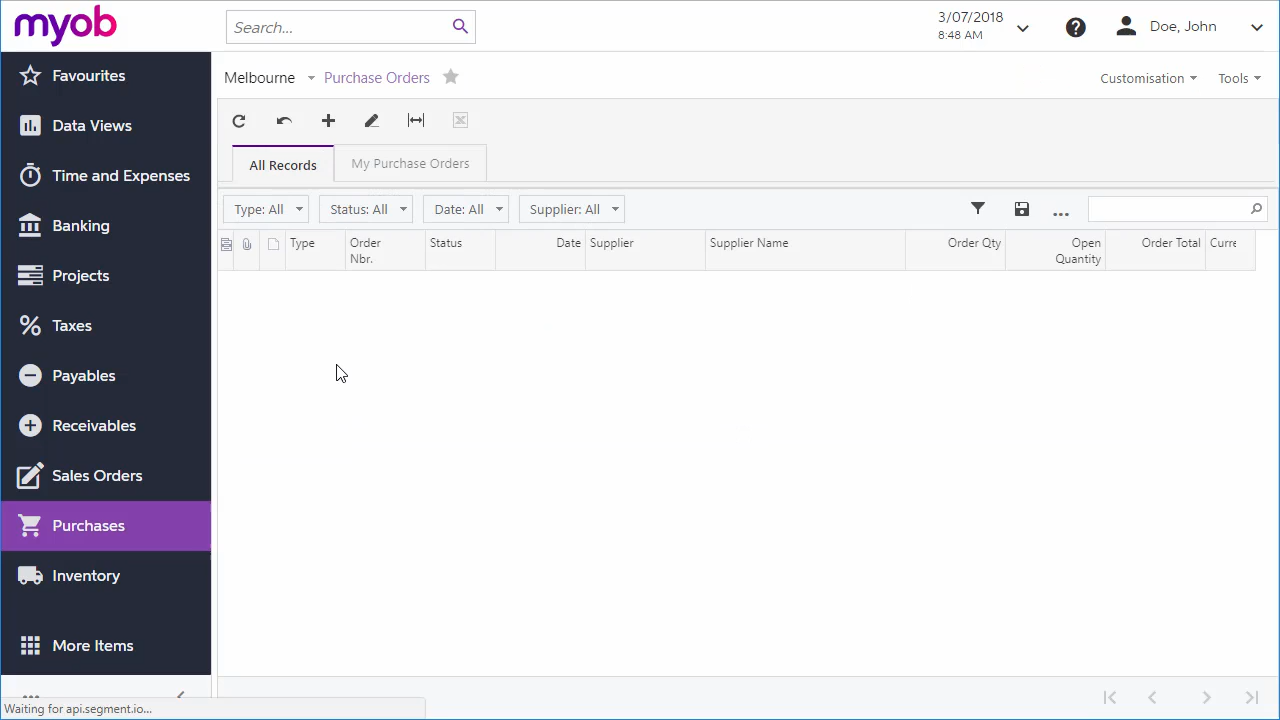 myob
Search...
3/07/2018
8:48 AM
Doe, John
Favourites
Data Views
Time and Expenses
Banking
Projects
Taxes
Payables
Receivables
Sales Orders
Purchases
Inventory
More Items
Waiting for api.segment.io...
Melbourne
Purchase Orders
Customisation
Tools
All Records
My Purchase Orders
Type: All
Status: All
Date: All
Supplier: All
...
Type
Order
Nbr.
Status
Date
Supplier
Supplier Name
Order Qty
Open
Quantity
Order Total
Curre